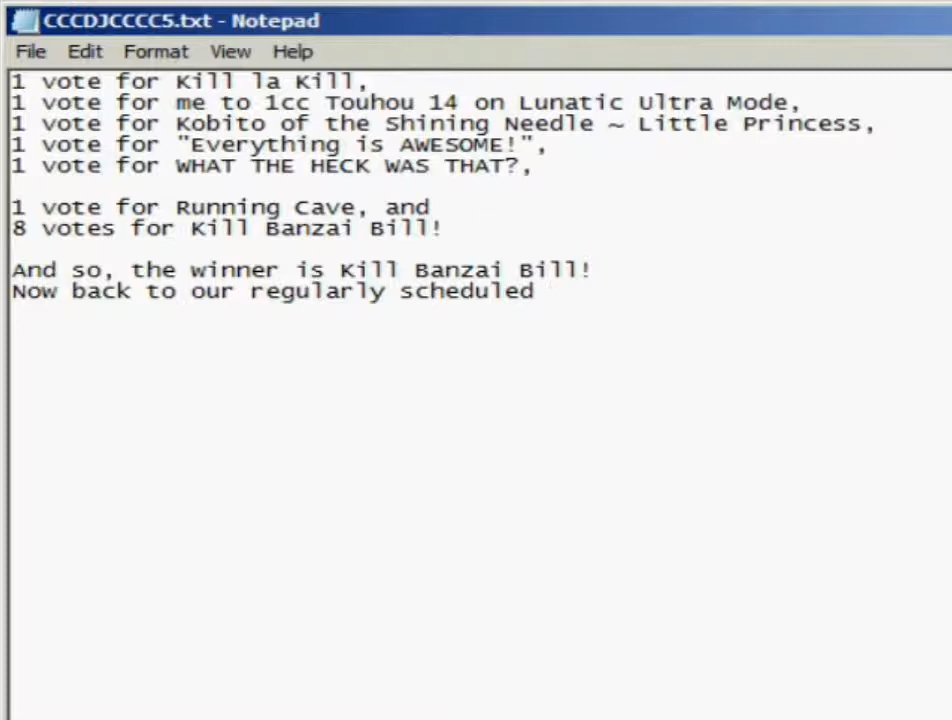 CCCDJCCCC5.txt - Notepad
File Edit Format View Help
1 vote for Kill la Kill,
1 vote for me to 1cc Touhou 14 on Lunatic Ultra Mode,
1 vote for Kobito of the Shining Needle ~ Little Princess,
1 vote for "Everything is AWESOME!",
1 vote for WHAT THE HECK WAS THAT?,
1 vote for Running Cave, and
8 votes for Kill Banzai Bill!
And so, the winner is Kill Banzai Bill!
Now back to our regularly scheduled